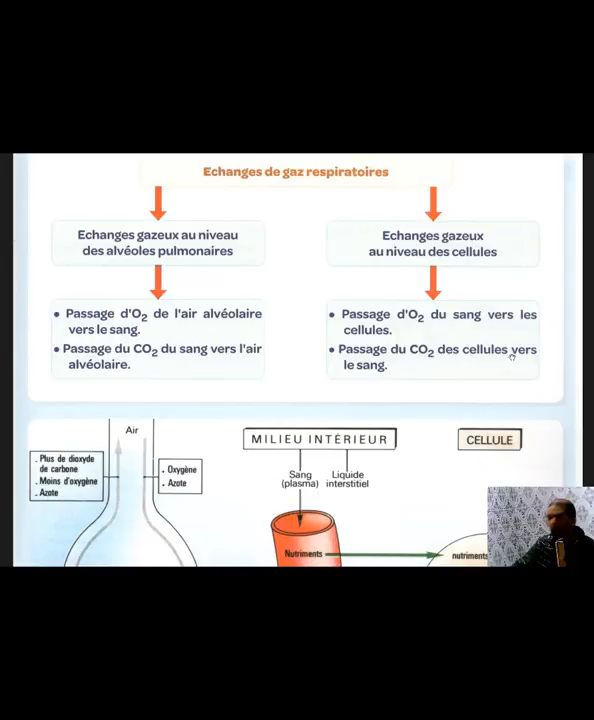 Echanges de gaz respiratoires
Echanges gazeux au niveau
des alvéoles pulmonaires
Echanges gazeux
au niveau des cellules
• Passage d'O2 de l'air alvéolaire
vers le sang.
• Passage du CO2 du sang vers l'air
alvéolaire.
• Passage d'O2 du sang vers les
cellules.
• Passage du CO2 des cellules vers
le sang.
Air
. Plus de dioxyde
de carbone
. Moins d'oxygène
. Azote
. Oxygène
. Azote
MILIEU INTÉRIEUR
Sang
(plasma)
Liquide
interstitiel
Nutriments
CELLULE
nutriments